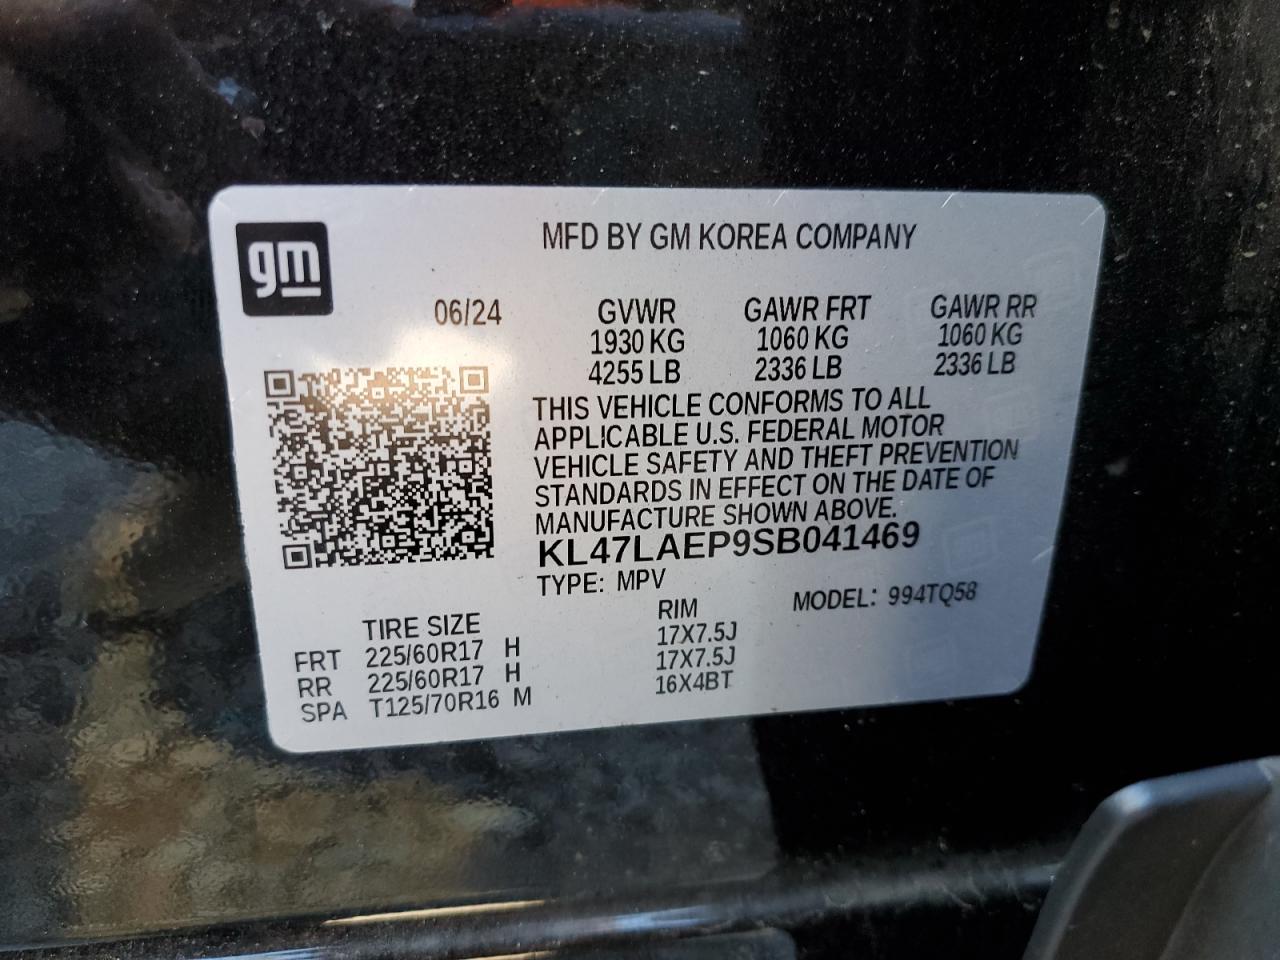 gm
MFD BY GM KOREA COMPANY
06/24 GVWR GAWR FRT GAWR RR
1930 KG 1060 KG 1060 KG
4255 LB 2336 LB 2336 LB
THIS VEHICLE CONFORMS TO ALL
APPLICABLE U.S. FEDERAL MOTOR
VEHICLE SAFETY AND THEFT PREVENTION
STANDARDS IN EFFECT ON THE DATE OF
MANUFACTURE SHOWN ABOVE.
KL47LAEP9SB041469
TYPE: MPV MODEL: 994TQ58
TIRE SIZE RIM
FRT 225/60R17 H 17X7.5J
RR 225/60R17 H 17X7.5J
SPA T125/70R16 M 16X4BT